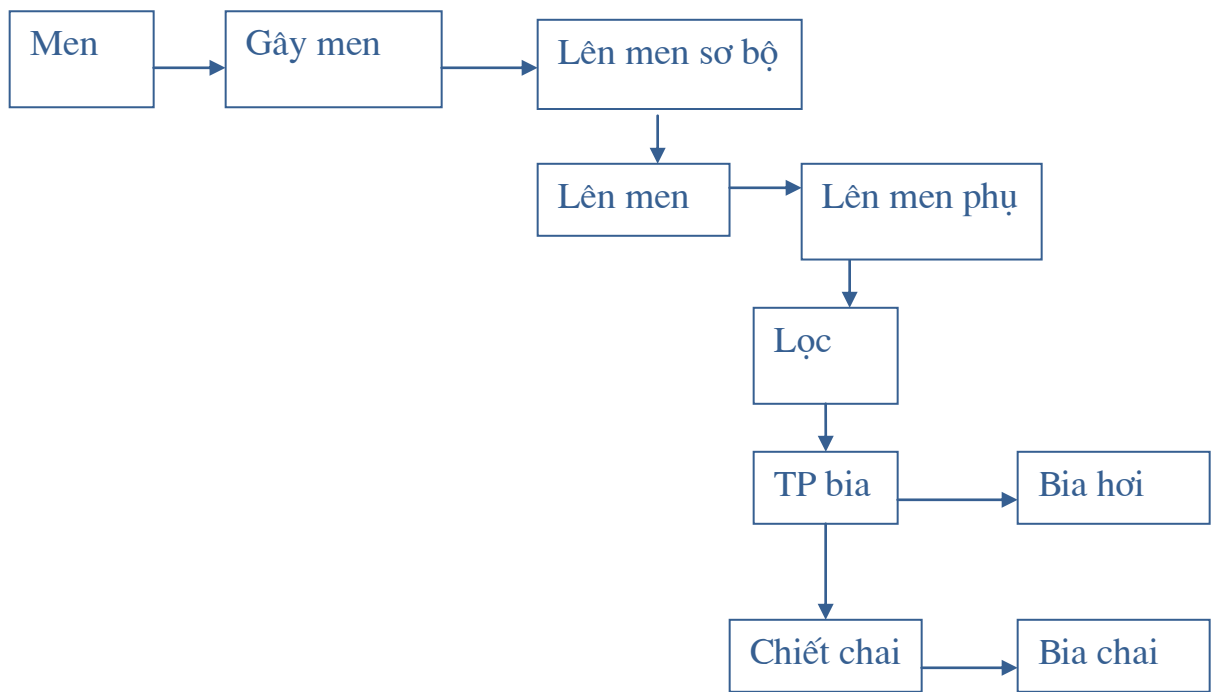 Men
Gây men
Lên men sơ bộ
Lên men
Lên men phụ
Lọc
TP bia
Bia hơi
Chiết chai
Bia chai